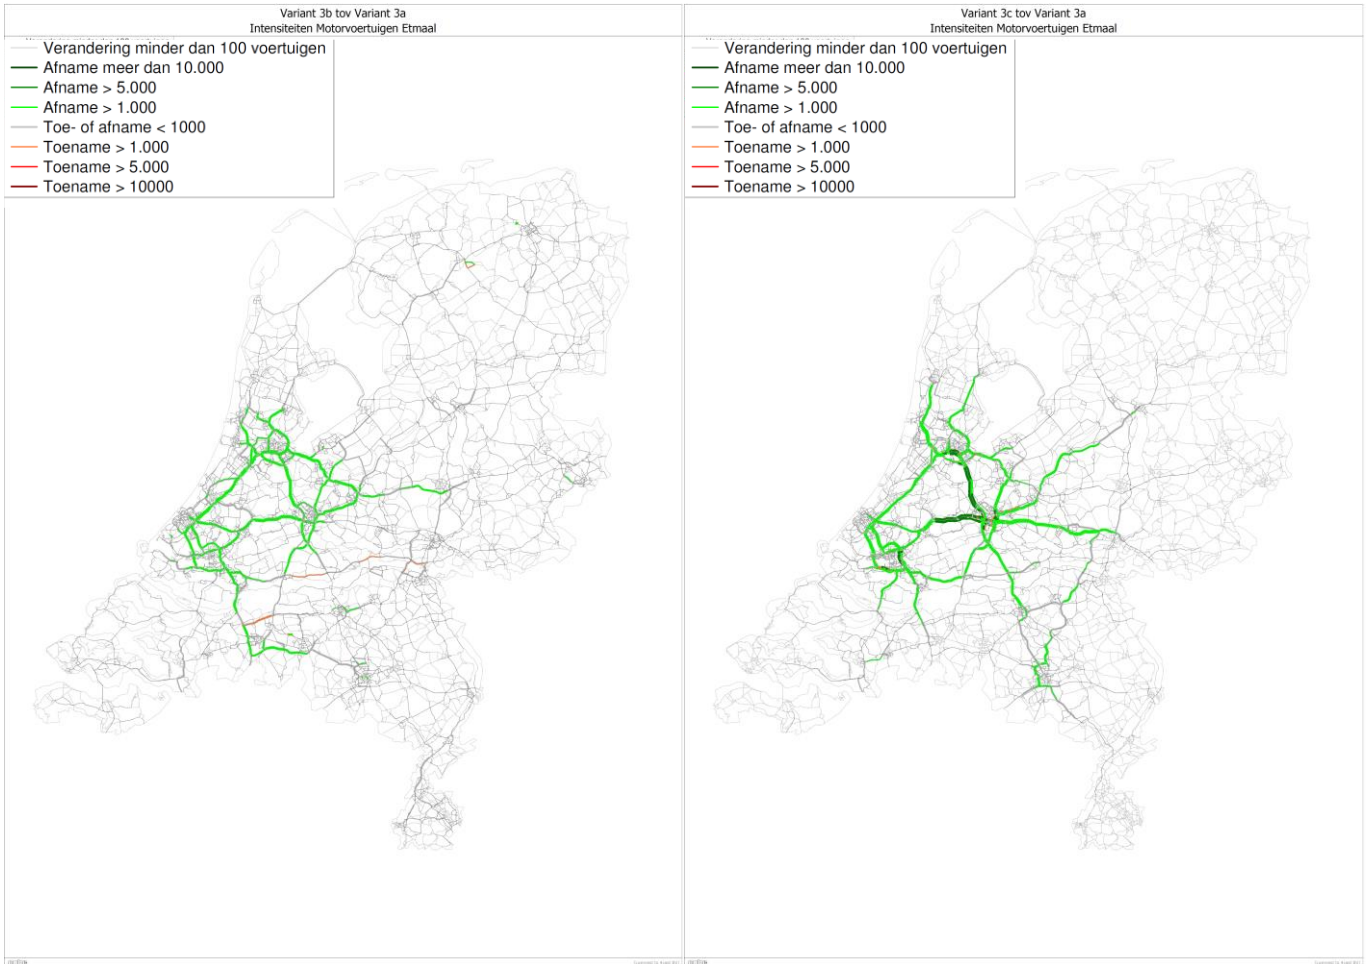 Variant 3b tov Variant 3a
Intensiteiten Motorvoertuigen Etmaal
Verandering minder dan 100 voertuigen
Afname meer dan 10.000
Afname > 5.000
Afname > 1.000
Toe- of afname < 1000
Toename > 1.000
Toename > 5.000
Toename > 10000
Variant 3c tov Variant 3a
Intensiteiten Motorvoertuigen Etmaal
Verandering minder dan 100 voertuigen
Afname meer dan 10.000
Afname > 5.000
Afname > 1.000
Toe- of afname < 1000
Toename > 1.000
Toename > 5.000
Toename > 10000